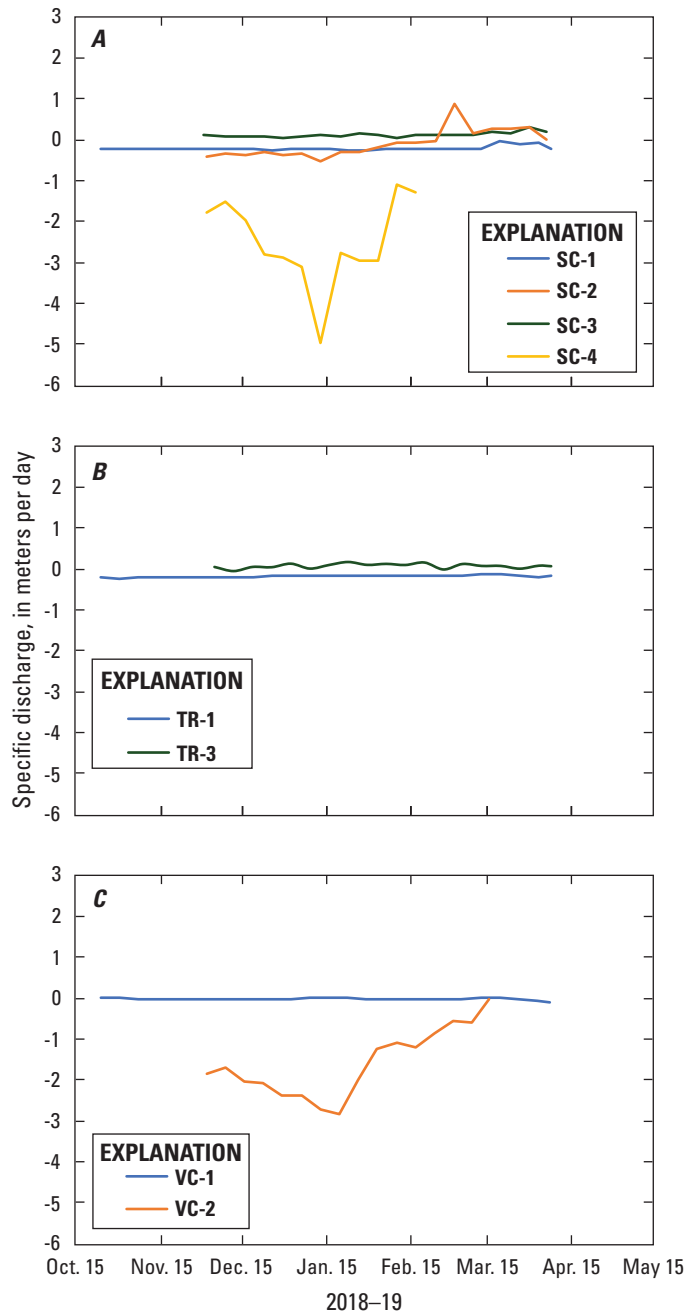 A
3
2
1
0
-1
-2
-3
-4
-5
-6
EXPLANATION
SC-1
SC-2
SC-3
SC-4
Specific discharge, in meters per day
B
3
2
1
0
-1
-2
-3
-4
-5
-6
EXPLANATION
TR-1
TR-3
C
3
2
1
0
-1
-2
-3
-4
-5
-6
EXPLANATION
VC-1
VC-2
Oct. 15 Nov. 15 Dec. 15 Jan. 15 Feb. 15 Mar. 15 Apr. 15 May 15
2018–19